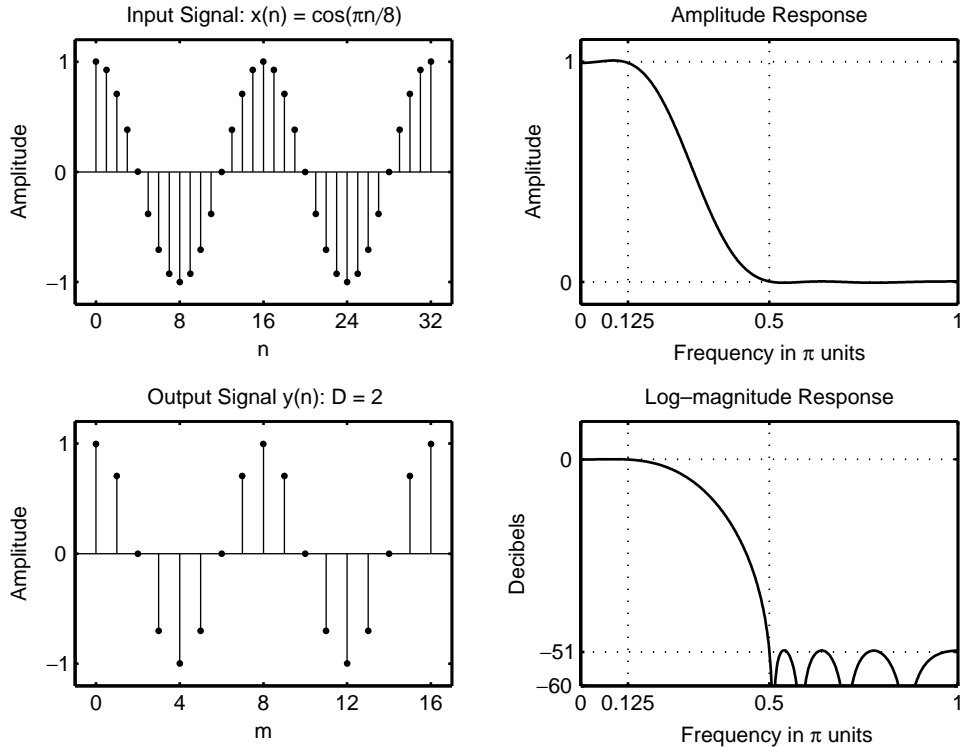 Input Signal: x(n) = cos(πn/8)
1
0
−1
Amplitude
0 8 16 24 32
n
Amplitude Response
1
0
Amplitude
0 0.125 0.5 1
Frequency in π units
Output Signal y(n): D = 2
1
0
−1
Amplitude
0 4 8 12 16
m
Log−magnitude Response
0
−51
−60
Decibels
0 0.125 0.5 1
Frequency in π units